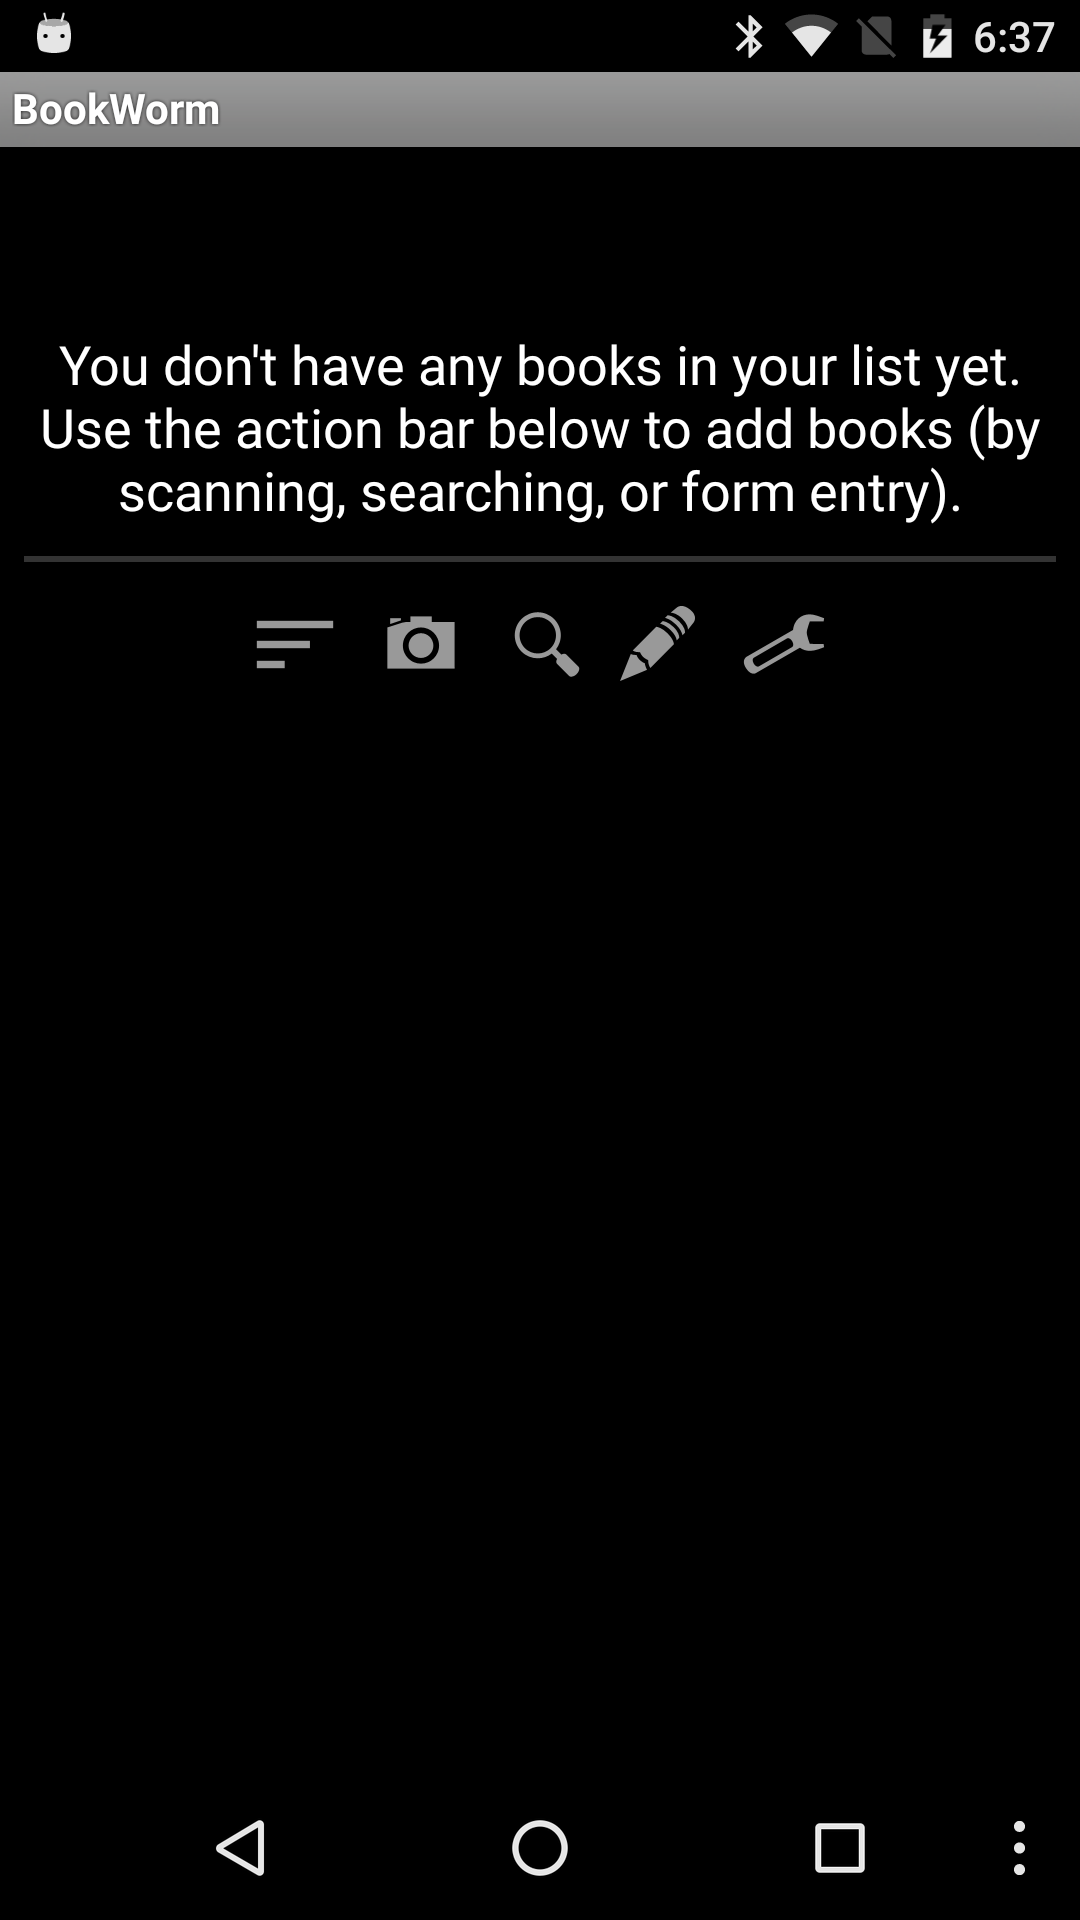 6:37
BookWorm
You don't have any books in your list yet.
Use the action bar below to add books (by
scanning, searching, or form entry).